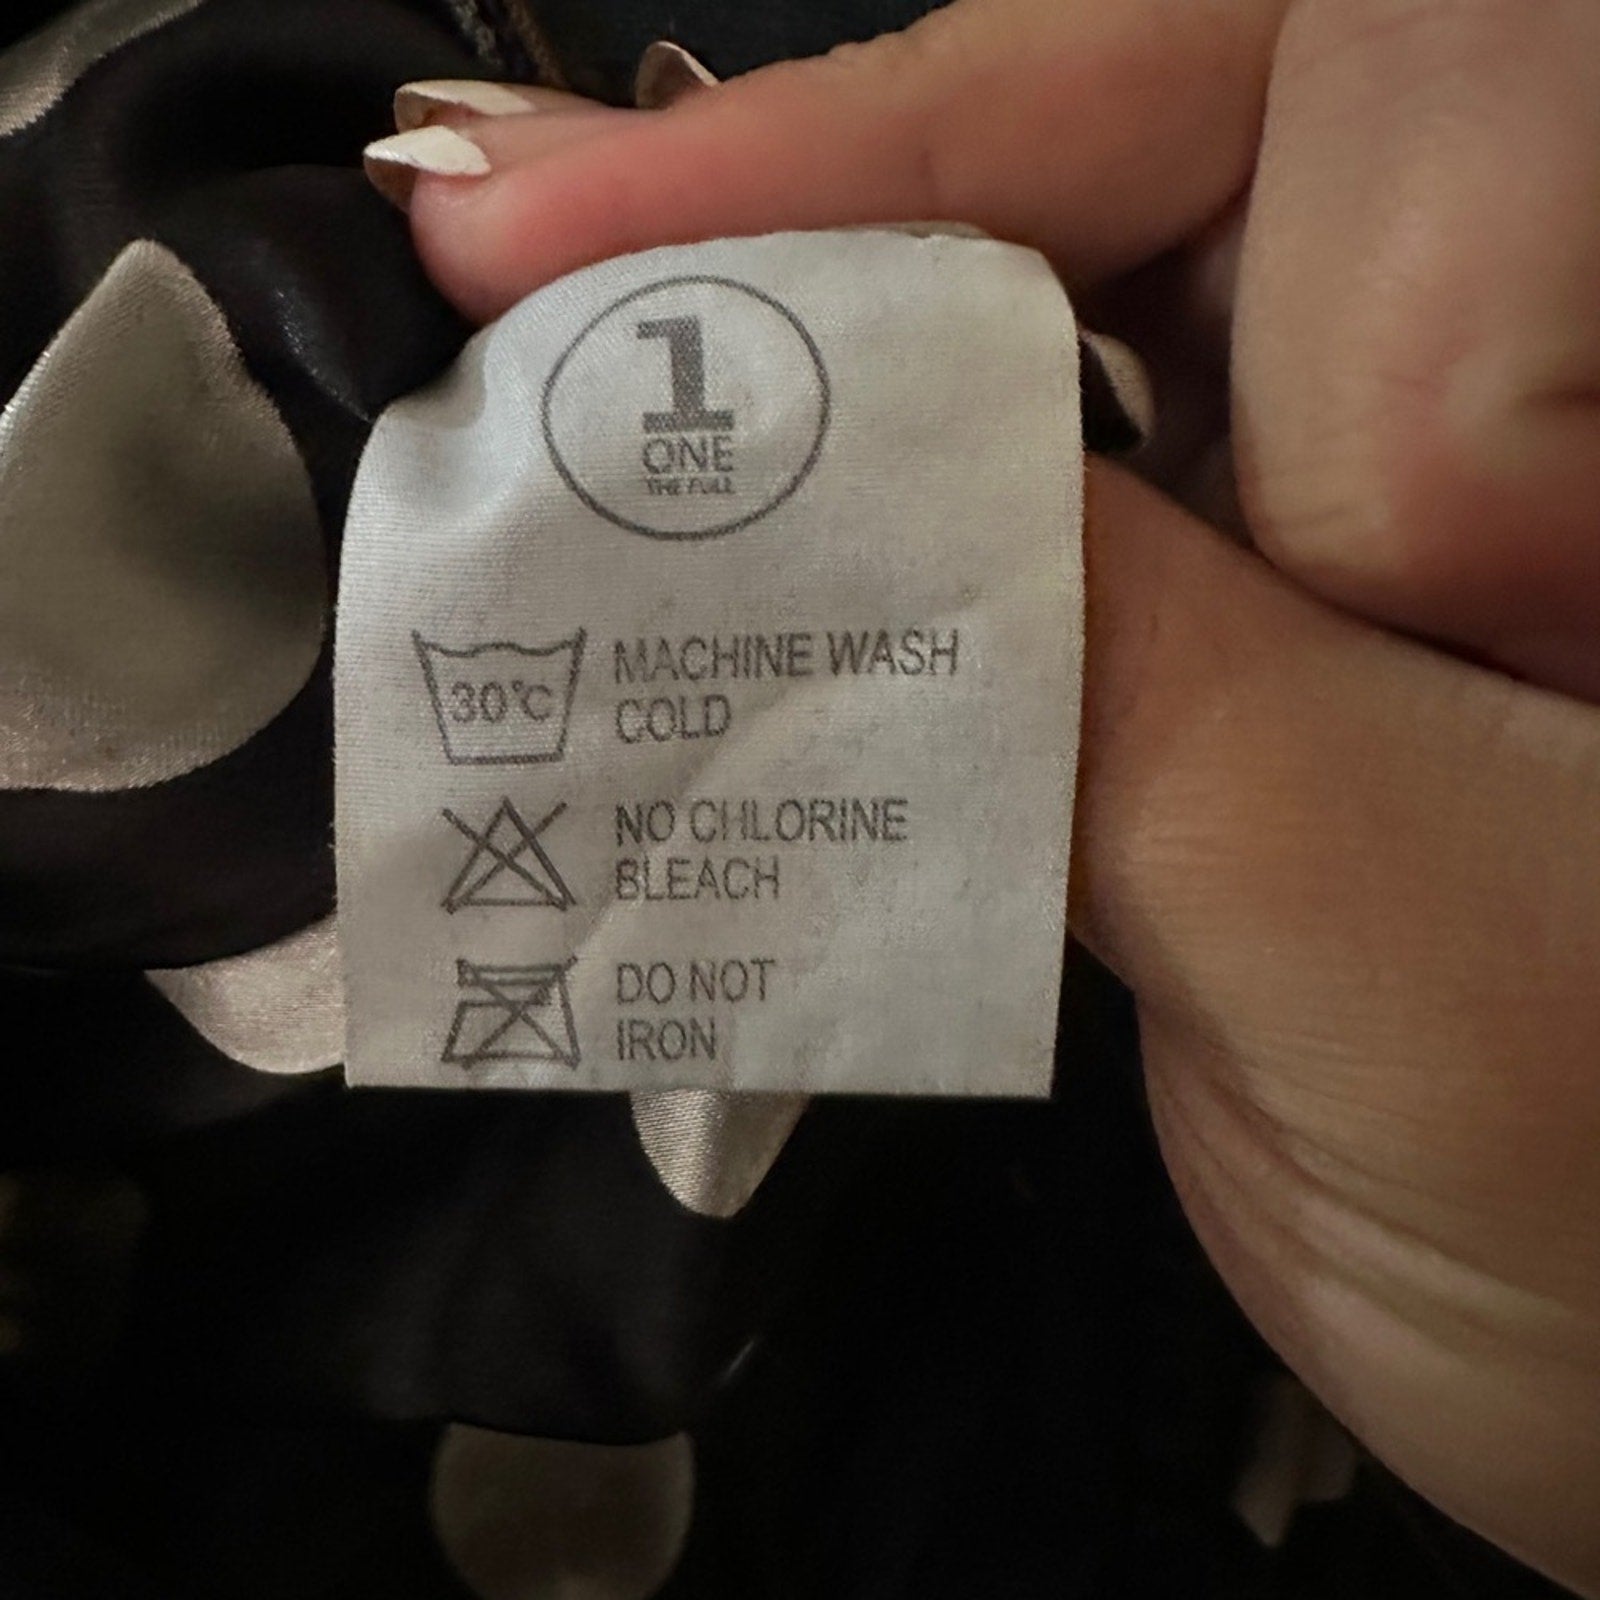 1
ONE
THE FULL
30°C
MACHINE WASH
COLD
NO CHLORINE
BLEACH
DO NOT
IRON